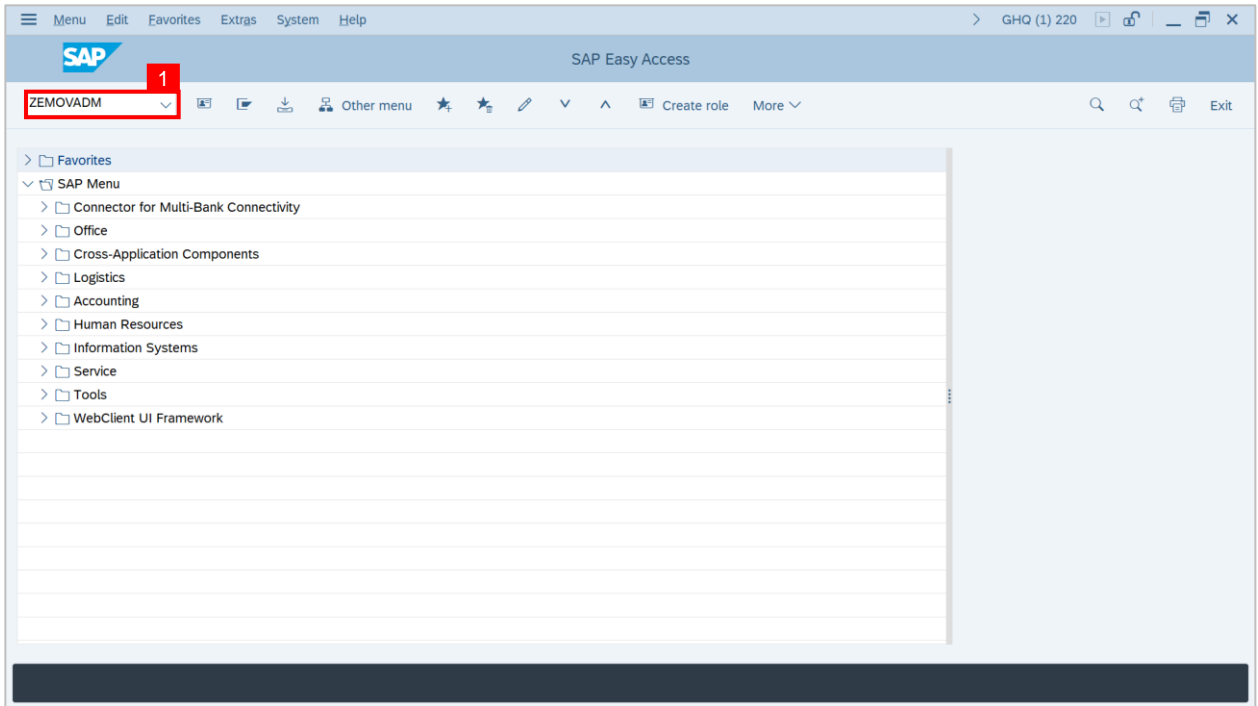 Menu Edit Favorites Extras System Help GHQ (1) 220
SAP
SAP Easy Access
1
ZEMOVADM Other menu Create role More Exit
Favorites
SAP Menu
Connector for Multi-Bank Connectivity
Office
Cross-Application Components
Logistics
Accounting
Human Resources
Information Systems
Service
Tools
WebClient UI Framework